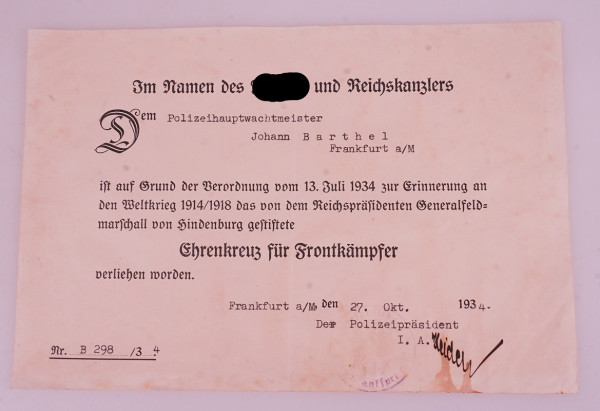 Im Namen des und Reichskanzlers
Dem Polizeihauptwachtmeister
Johann Barthel
Frankfurt a/M
ist auf Grund der Verordnung vom 13. Juli 1934 zur Erinnerung an
den Weltkrieg 1914/1918 das von dem Reichspräsidenten Generalfeld-
marschall von Hindenburg gestiftete
Ehrenkreuz für Frontkämpfer
verliehen worden.
Frankfurt a/M, den 27. Okt. 1934.
Der Polizeipräsident
I. A.
Nr. B 298 /34